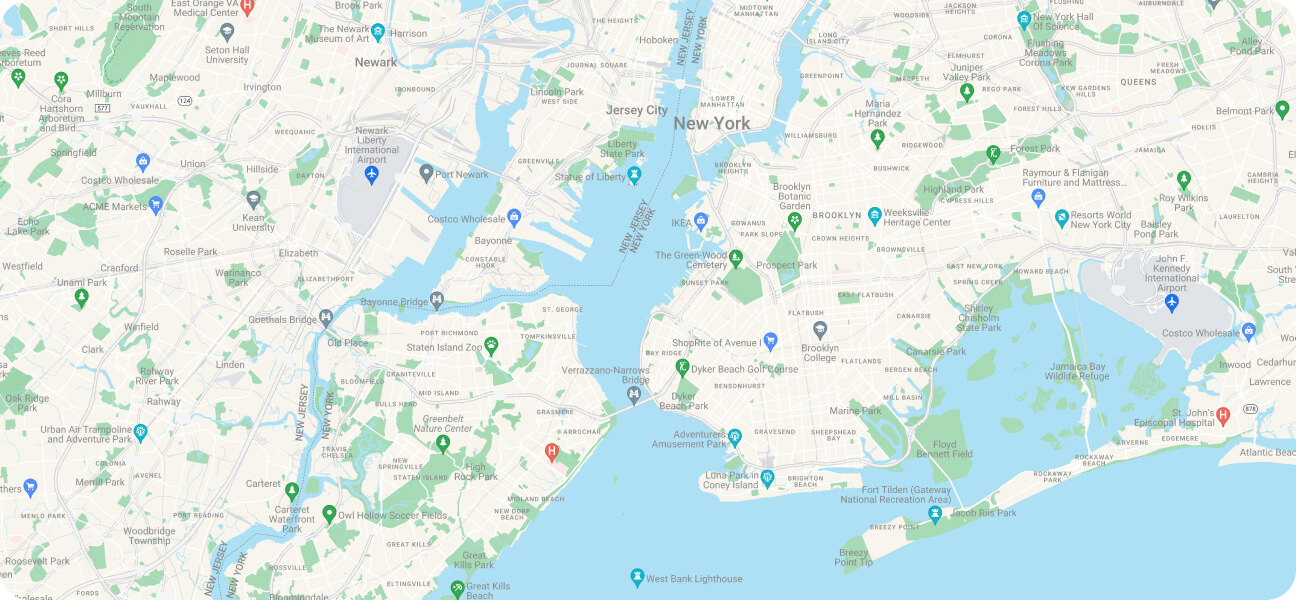 East Orange VA
Medical Center
South
Mountain
Reservation
Brook Park
THE HEIGHTS
MIDTOWN
MANHATTAN
WOODSIDE
JACKSON
HEIGHTS
New York Hall
Of Science
SHORT HILLS
Seton Hall
University
The Newark
Museum of Art
Harrison
Hoboken
NEW JERSEY
NEW YORK
LONG
ISLAND CITY
CORONA
Flushing
Meadows
Corona Park
Alley
Pond Park
eeves-Reed
rboretum
Newark
JOURNAL SQUARE
GREENPOINT
ELMHURST
Juniper
Valley Park
FRESH
MEADOWS
Maplewood
MASPETH
REGO PARK
QUEENS
Millburn
Irvington
IRONBOUND
Lincoln Park
WEST SIDE
KEW GARDENS
HILLS
Cora
Hartshorn
Arboretum
and Bird...
577
VAUXHALL
124
Jersey City
LOWER
MANHATTAN
Maria
Hernandez
Park
FOREST HILLS
Belmont Park
New York
WEEQUAHIC
Newark
Liberty
International
Airport
WILLIAMSBURG
HOLLIS
Springfield
Liberty
State Park
RIDGEWOOD
Forest Park
JAMAICA
Union
Hillside
DAYTON
GREENVILLE
BROOKLYN
HEIGHTS
BUSHWICK
Raymour & Flanigan
Furniture and Mattress...
CAMBRIA
HEIGHTS
Costco Wholesale
Port Newark
Statue of Liberty
Brooklyn
Botanic
Garden
Highland Park
CYPRESS HILLS
Roy Wilkins
Park
ACME Markets
Kean
University
Costco Wholesale
NEW JERSEY
NEW YORK
IKEA
GOWANUS
PARK SLOPE
BROOKLYN
Weeksville
Heritage Center
Resorts World
New York City
LAURELTON
Echo
Lake Park
Baisley
Pond Park
Roselle Park
Elizabeth
Bayonne
CROWN HEIGHTS
BROWNSVILLE
Westfield
Cranford
CONSTABLE
HOOK
The Green-Wood
Cemetery
Prospect Park
EAST NEW YORK
HOWARD BEACH
John F.
Kennedy
International
Airport
Warinanco
Park
ELIZABETHPORT
SUNSET PARK
SPRING CREEK
Unami Park
Bayonne Bridge
EAST FLATBUSH
Goethals Bridge
ST. GEORGE
FLATBUSH
CANARSIE
Shirley
Chisholm
State Park
Winfield
PORT RICHMOND
TOMPKINSVILLE
Costco Wholesale
Clark
Old Place
Staten Island Zoo
ShopRite of Avenue I
Brooklyn
College
Canarsie Park
BAY RIDGE
FLATLANDS
Linden
GRANITEVILLE
Verrazzano-Narrows
Bridge
Dyker Beach Golf Course
BERGEN BEACH
Jamaica Bay
Wildlife Refuge
Inwood
Cedarhur
Rahway
River Park
BLOOMFIELD
BENSONHURST
MILL BASIN
Lawrence
Oak Ridge
Park
Rahway
NEW JERSEY
NEW YORK
BULLS HEAD
MID ISLAND
GRASMERE
Dyker
Beach Park
Marine Park
St. John's
Episcopal Hospital
878
Urban Air Trampoline
and Adventure Park
Greenbelt
Nature Center
ARROCHAR
Adventurers
Amusement Park
GRAVESEND
SHEEPSHEAD
BAY
Floyd
Bennett Field
ARVERNE
EDGEMERE
TRAVIS -
CHELSEA
COLONIA
NEW
SPRINGVILLE
STATEN ISLAND
High
Rock Park
Luna Park in
Coney Island
BRIGHTON
BEACH
ROCKAWAY
BEACH
Atlantic Beac
AVENEL
Merrill Park
Carteret
MIDLAND BEACH
Fort Tilden (Gateway
National Recreation Area)
ROCKAWAY
PARK
thers
MENLO PARK
PORT READING
Carteret
Waterfront
Park
Owl Hollow Soccer Fields
NEW DORP
BEACH
Jacob Riis Park
Woodbridge
Township
BREEZY POINT
GREAT KILLS
Great
Kills Park
Breezy
Point Tip
Roosevelt Park
NEW JERSEY
NEW YORK
ROSSVILLE
ELTINGVILLE
Great Kills
Beach
West Bank Lighthouse
FORDS
Bloomingdale